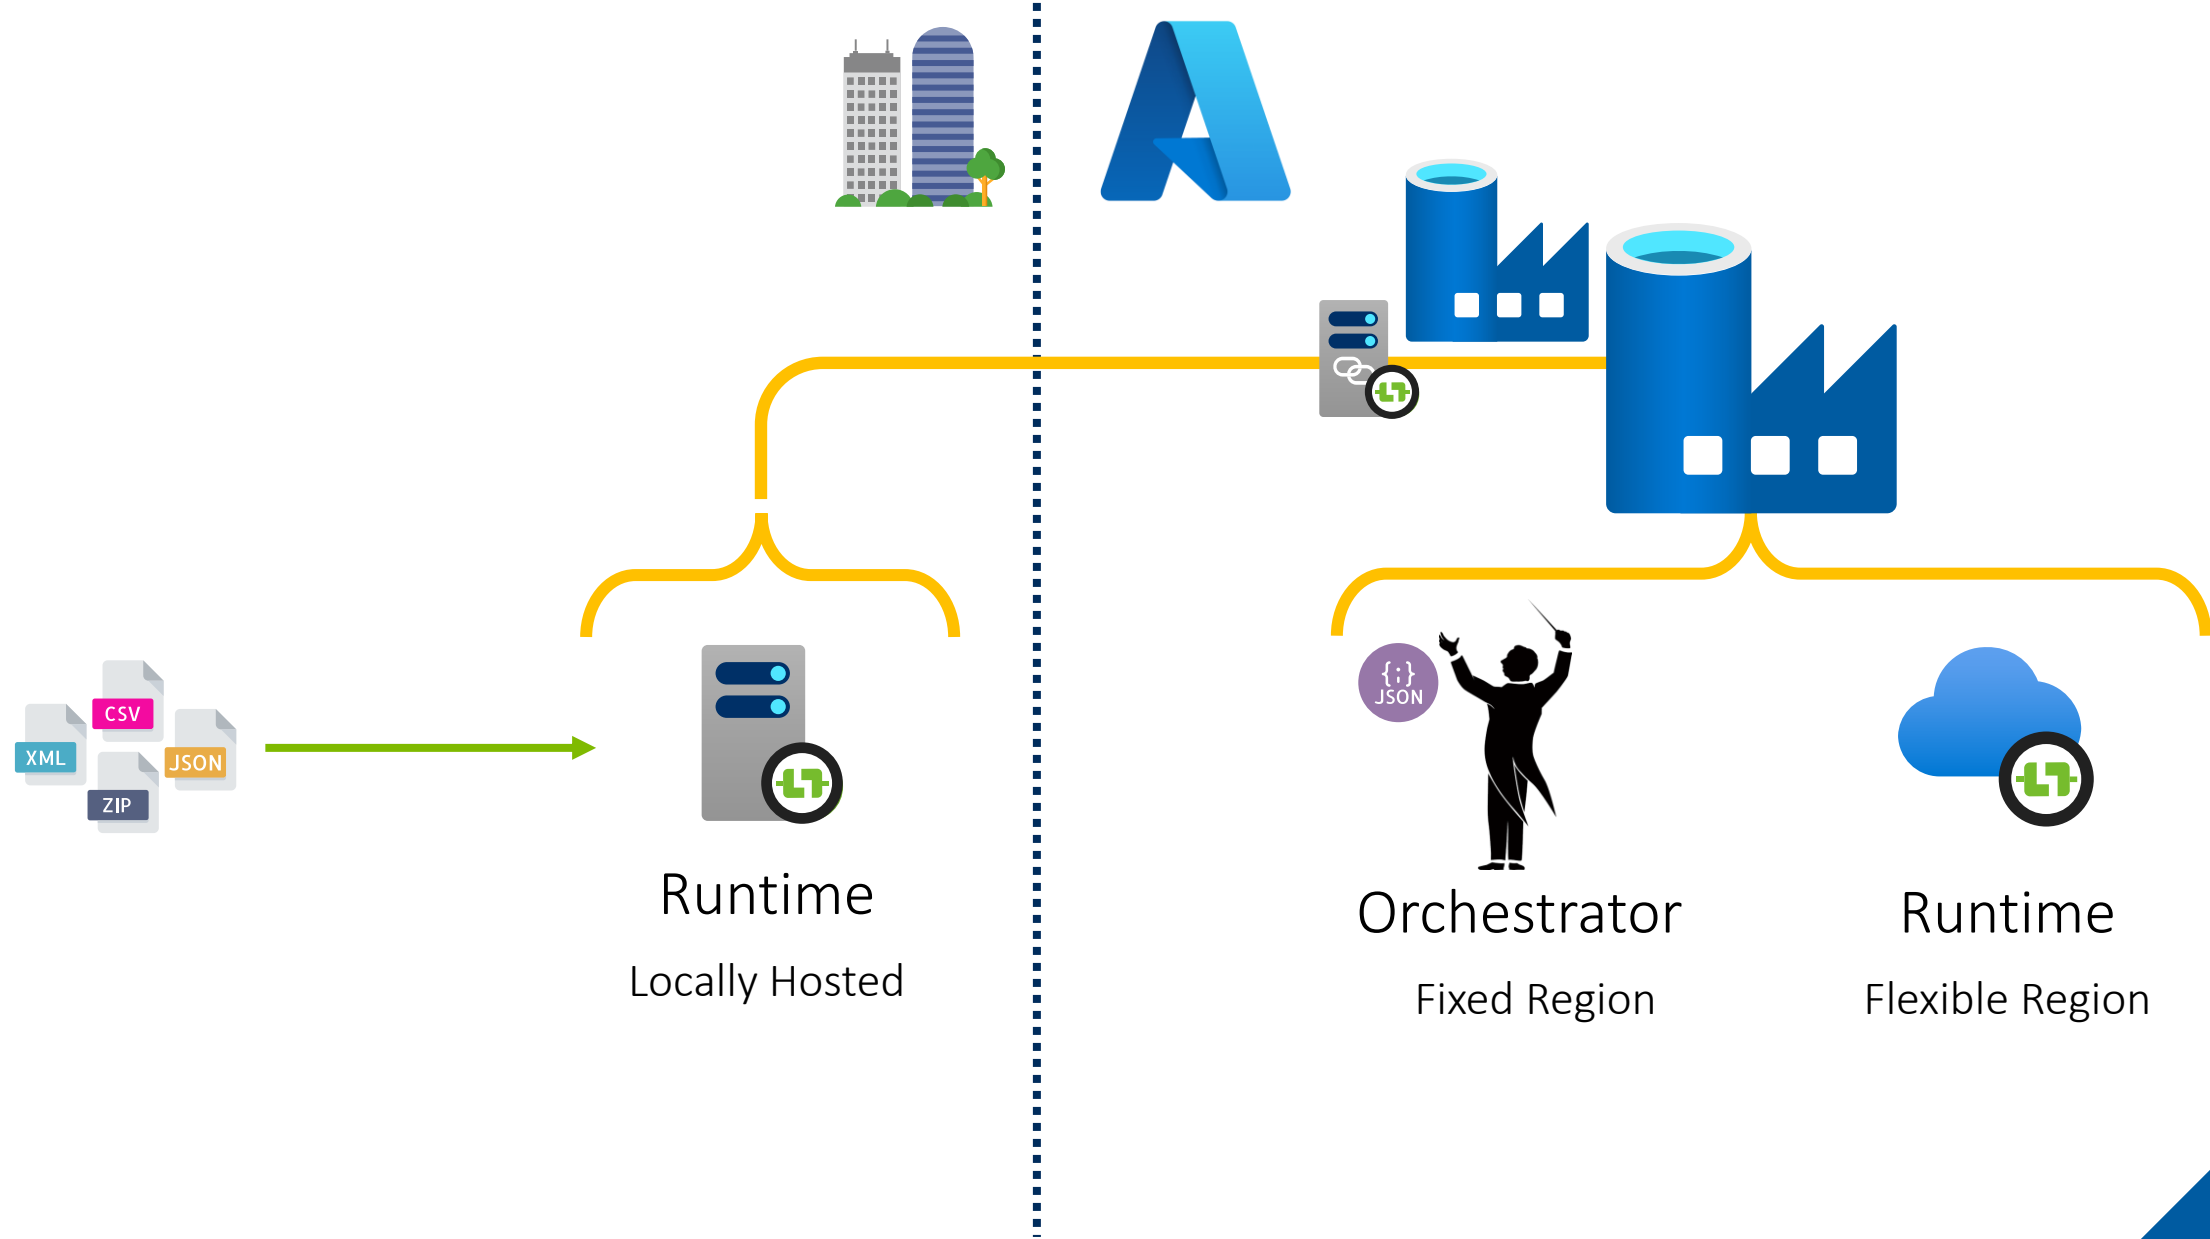 CSV
XML
JSON
ZIP
Runtime
Locally Hosted
{;}
JSON
Orchestrator
Fixed Region
Runtime
Flexible Region